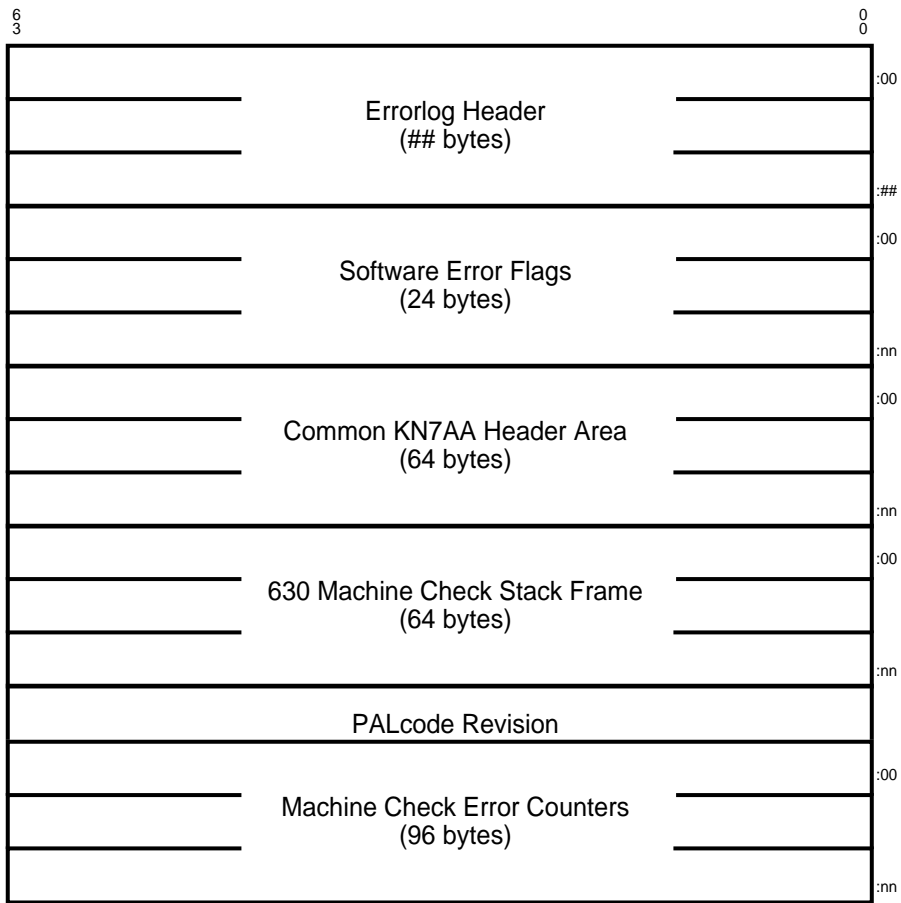 6 0
3 0
:00
Errorlog Header
(## bytes)
:##
:00
Software Error Flags
(24 bytes)
:nn
:00
Common KN7AA Header Area
(64 bytes)
:nn
:00
630 Machine Check Stack Frame
(64 bytes)
:nn
PALcode Revision
:00
Machine Check Error Counters
(96 bytes)
:nn